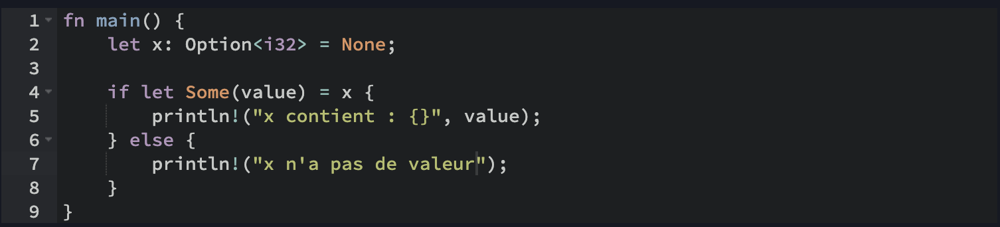 1 fn main() {
2     let x: Option<i32> = None;
3
4     if let Some(value) = x {
5         println!("x contient : {}", value);
6     } else {
7         println!("x n'a pas de valeur");
8     }
9 }